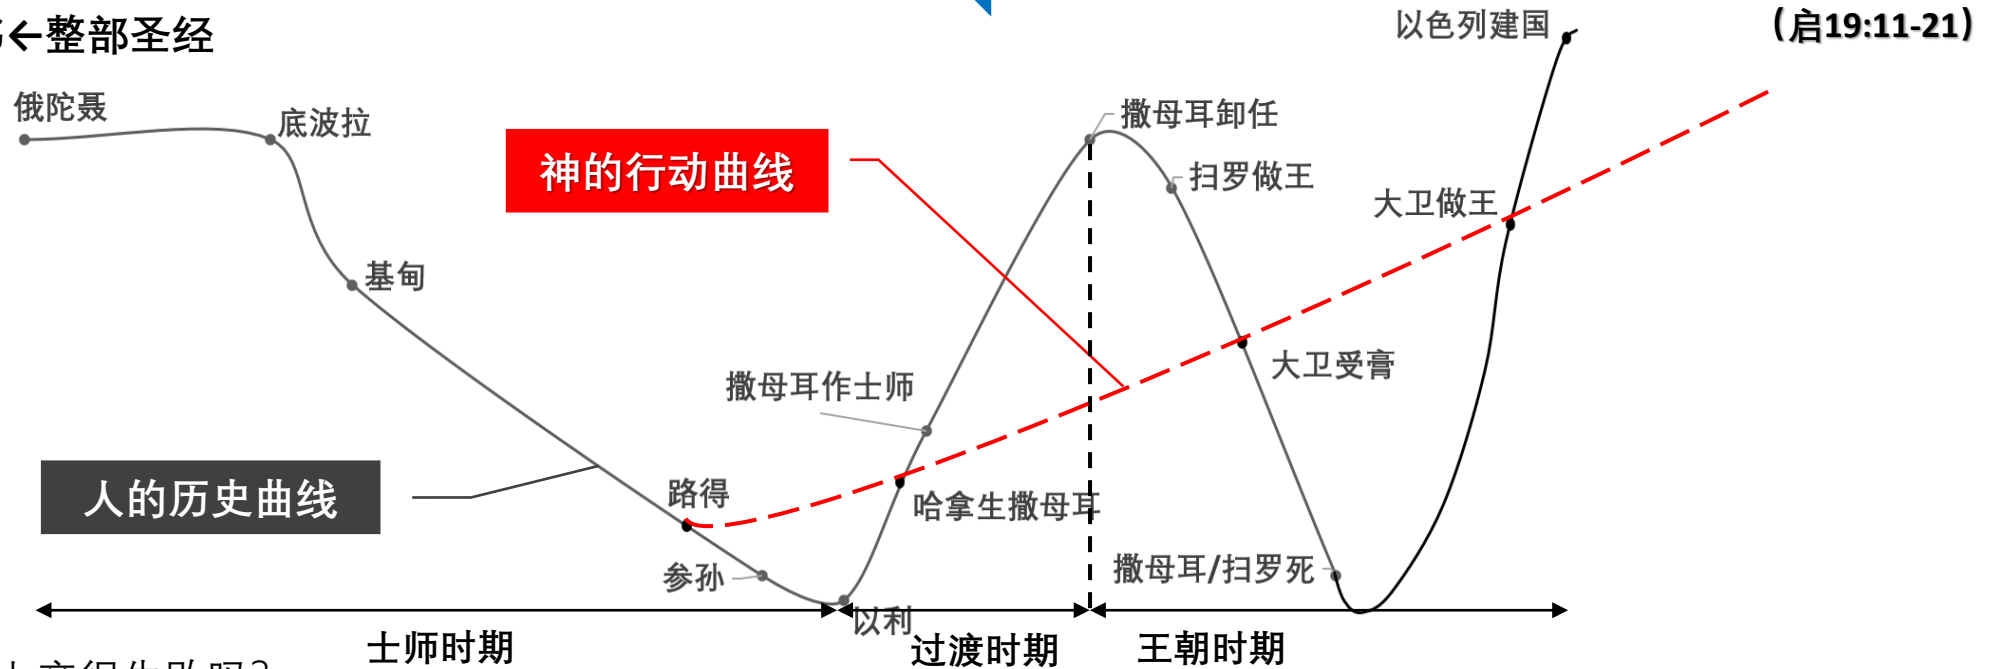 ←整部圣经
以色列建国
(启19:11-21)
俄陀聂
底波拉
撒母耳卸任
神的行动曲线
扫罗做王
大卫做王
基甸
大卫受膏
撒母耳作士师
人的历史曲线
路得
哈拿生撒母耳
参孙
撒母耳/扫罗死
以利
士师时期
过渡时期
王朝时期